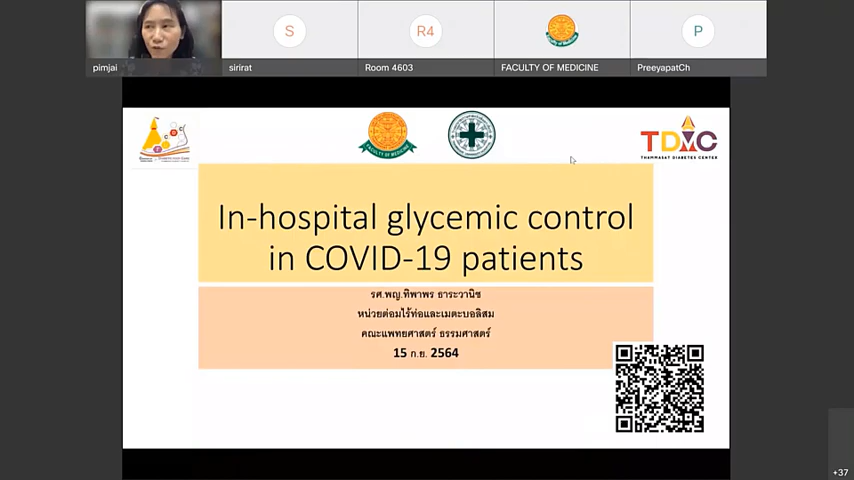 S
R4
P
pimjai
sirirat
Room 4603
FACULTY OF MEDICINE
PreeyapatCh
TDMC
THAMMASAT DIABETES CENTER
FACULTY OF MEDICINE
In-hospital glycemic control
in COVID-19 patients
รศ.พญ.ทิพาพร ธาระวานิช
หน่วยต่อมไร้ท่อและเมตะบอลิสม
คณะแพทยศาสตร์ ธรรมศาสตร์
15 ก.ย. 2564
+37